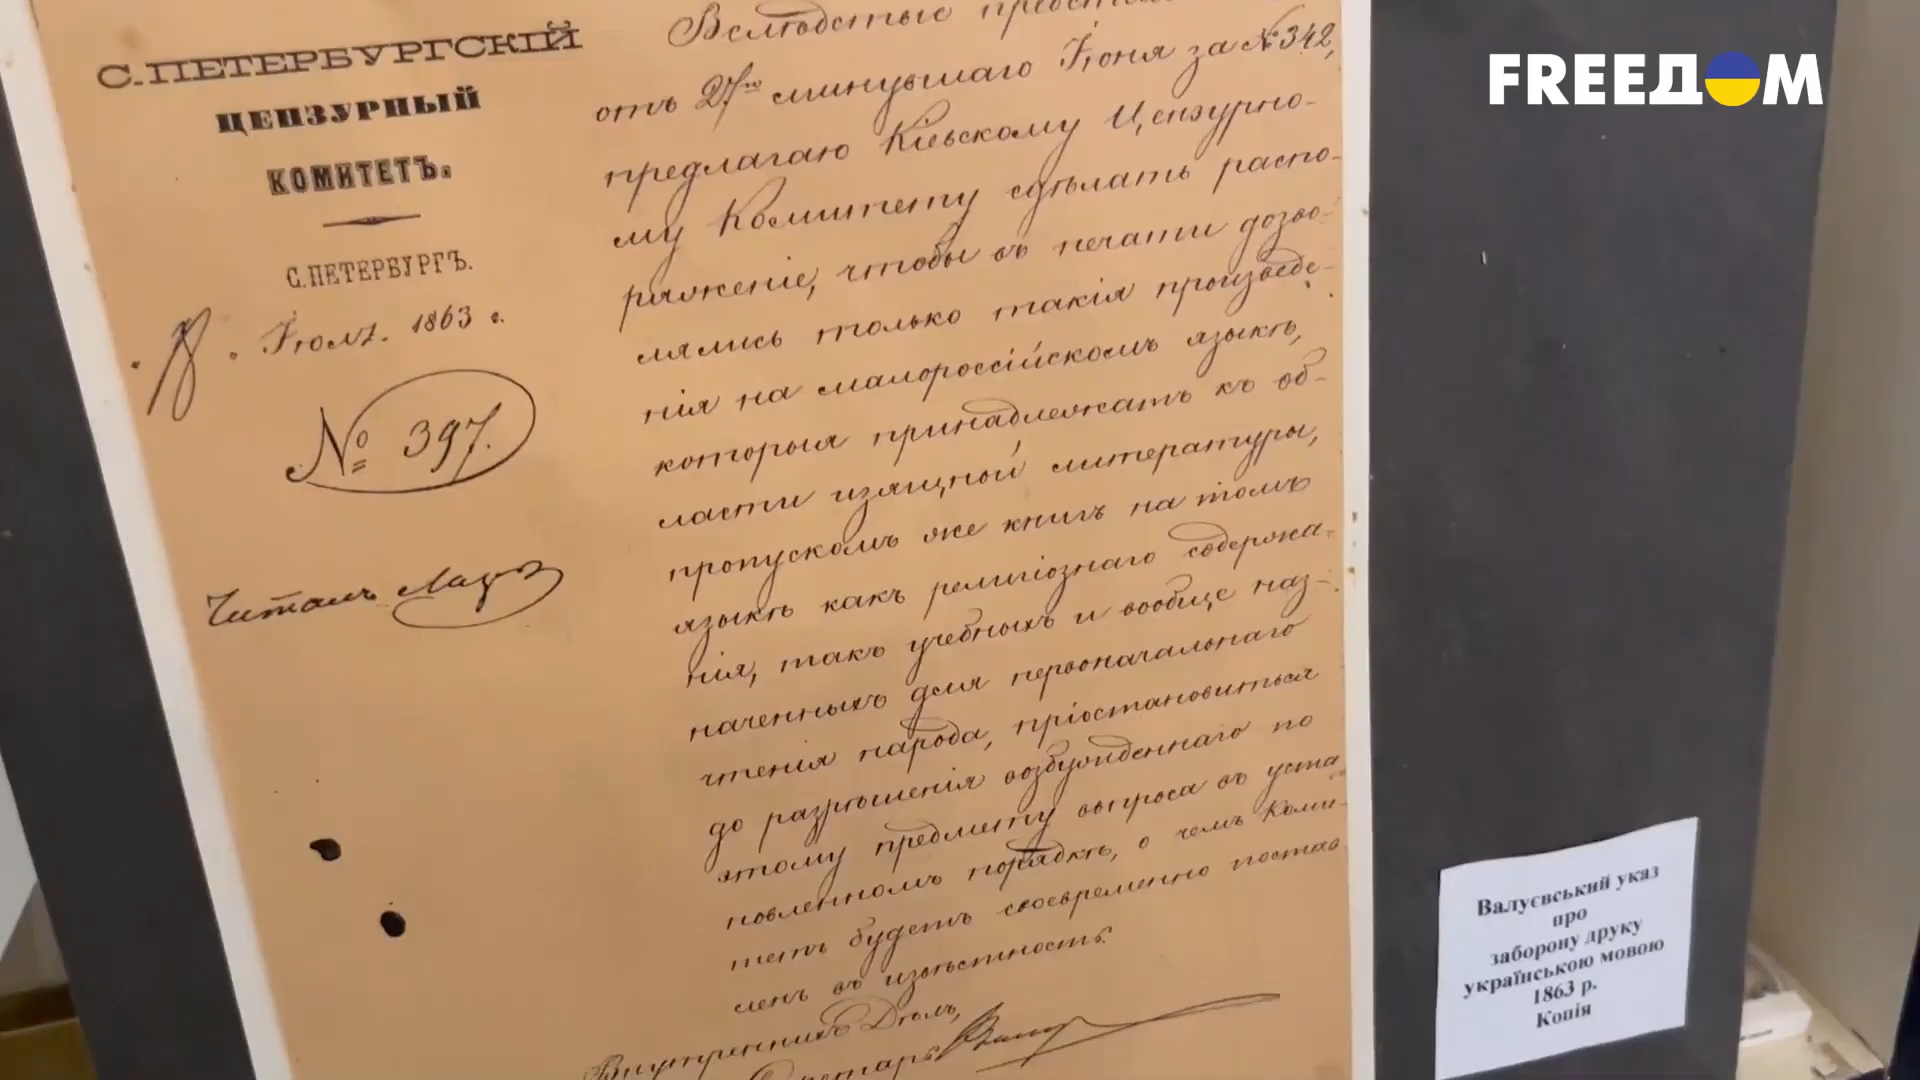 С.ПЕТЕРБУРГСКІЙ
ЦЕНЗУРНЫЙ
КОМИТЕТЪ.
С.ПЕТЕРБУРГЪ.
Іюля. 1863 г.
№ 397.
Читалъ
Вслѣдствіе
отъ 27го минувшаго Іюня за № 342,
предлагаю Кіевскому Цензурно-
му Комитету сдѣлать распо-
ряженіе, чтобы въ печати дозво-
лялись только такія произведе-
нія на малороссійскомъ языкѣ,
которыя принадлежатъ къ об-
ласти изящной литературы,
пропускомъ же книгъ на томъ
языкѣ какъ религіознаго содержа-
нія, такъ учебныхъ и вообще наз-
наченныхъ для первоначальнаго
чтенія народа, пріостановиться
до разрѣшенія возбужденнаго по
этому предмету вопроса въ уста
новленномъ порядкѣ, о чемъ Коми-
тетъ будетъ своевременно постав
ленъ въ извѣстность.
Внутреннихъ Дѣлъ,
FREEДОМ
Валуєвський указ
про
заборону друку
українською мовою
1863 р.
Копія